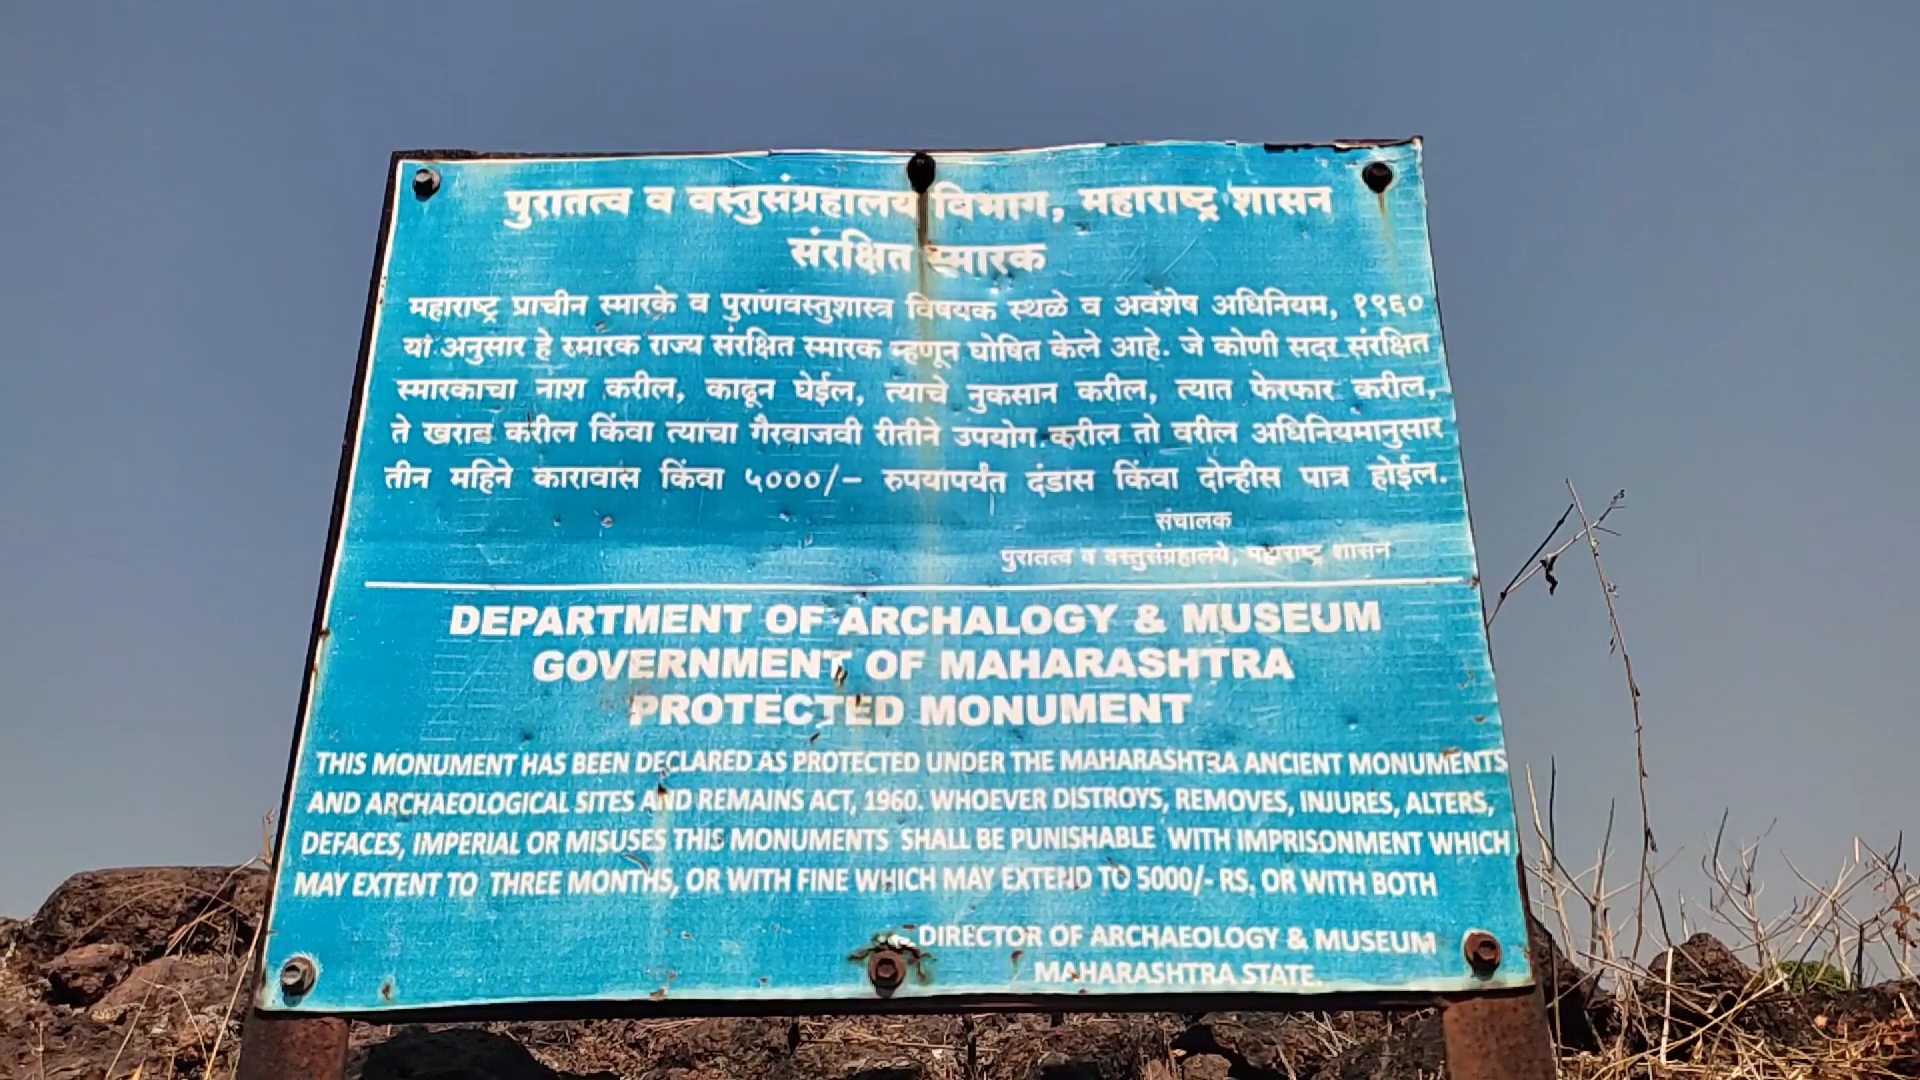 पुरातत्व व वस्तुसंग्रहालय विभाग, महाराष्ट्र शासन
संरक्षित स्मारक
महाराष्ट्र प्राचीन स्मारके व पुराणवस्तुशास्त्र विषयक स्थळे व अवशेष अधिनियम, १९६०
यां अनुसार हे स्मारक राज्य संरक्षित स्मारक म्हणून घोषित केले आहे. जे कोणी सदर संरक्षित
स्मारकाचा नाश करील, काढून घेईल, त्याचे नुकसान करील, त्यात फेरफार करील,
ते खराब करील किंवा त्याचा गैरवाजवी रीतीने उपयोग करील तो वरील अधिनियमानुसार
तीन महिने कारावास किंवा ५०००/- रुपयापर्यंत दंडास किंवा दोन्हीस पात्र होईल.
संचालक
पुरातत्व व वस्तुसंग्रहालये, महाराष्ट्र शासन
DEPARTMENT OF ARCHALOGY & MUSEUM
GOVERNMENT OF MAHARASHTRA
PROTECTED MONUMENT
THIS MONUMENT HAS BEEN DECLARED AS PROTECTED UNDER THE MAHARASHTRA ANCIENT MONUMENTS
AND ARCHAEOLOGICAL SITES AND REMAINS ACT, 1960. WHOEVER DISTROYS, REMOVES, INJURES, ALTERS,
DEFACES, IMPERIAL OR MISUSES THIS MONUMENTS SHALL BE PUNISHABLE WITH IMPRISONMENT WHICH
MAY EXTENT TO THREE MONTHS, OR WITH FINE WHICH MAY EXTEND TO 5000/- RS. OR WITH BOTH
DIRECTOR OF ARCHAEOLOGY & MUSEUM
MAHARASHTRA STATE.